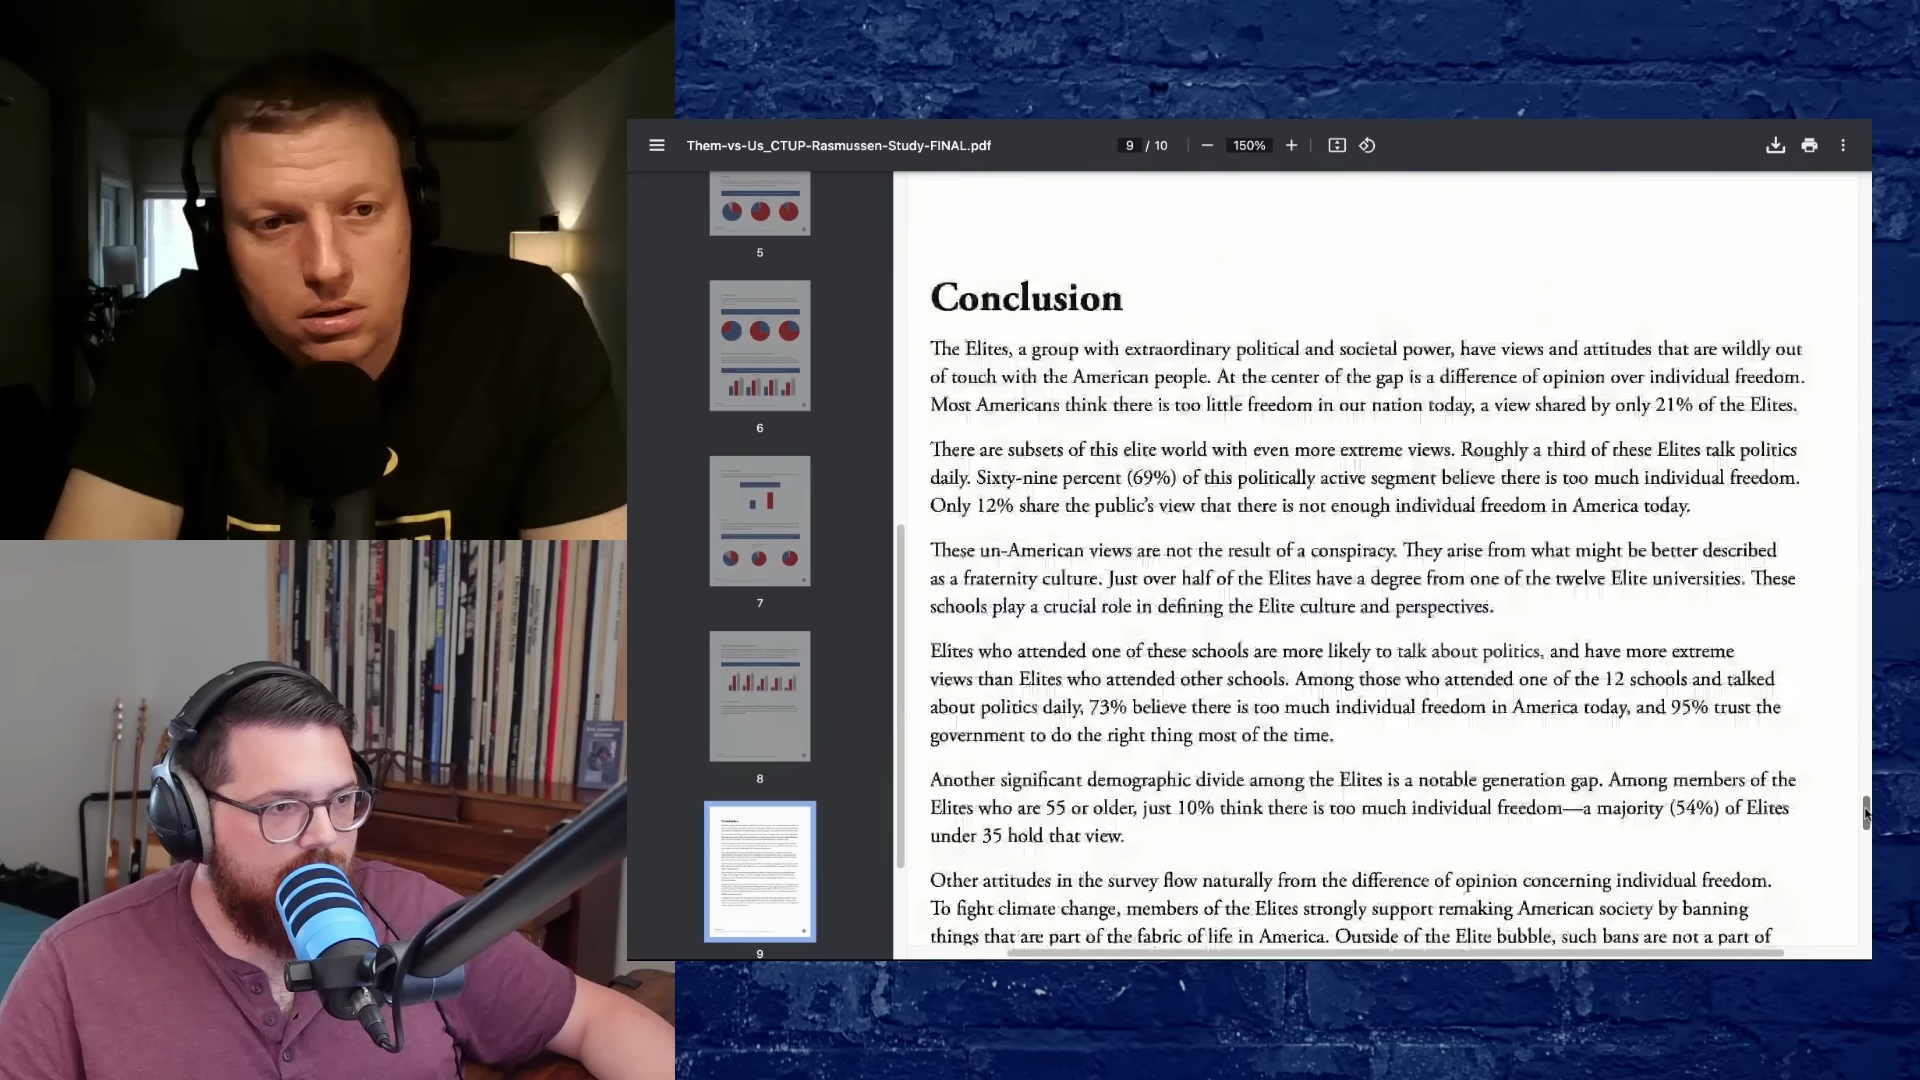 Them-vs-Us_CTUP-Rasmussen-Study-FINAL.pdf
9 / 10
150%
5
6
7
8
9
Conclusion
The Elites, a group with extraordinary political and societal power, have views and attitudes that are wildly out
of touch with the American people. At the center of the gap is a difference of opinion over individual freedom.
Most Americans think there is too little freedom in our nation today, a view shared by only 21% of the Elites.
There are subsets of this elite world with even more extreme views. Roughly a third of these Elites talk politics
daily. Sixty-nine percent (69%) of this politically active segment believe there is too much individual freedom.
Only 12% share the public's view that there is not enough individual freedom in America today.
These un-American views are not the result of a conspiracy. They arise from what might be better described
as a fraternity culture. Just over half of the Elites have a degree from one of the twelve Elite universities. These
schools play a crucial role in defining the Elite culture and perspectives.
Elites who attended one of these schools are more likely to talk about politics, and have more extreme
views than Elites who attended other schools. Among those who attended one of the 12 schools and talked
about politics daily, 73% believe there is too much individual freedom in America today, and 95% trust the
government to do the right thing most of the time.
Another significant demographic divide among the Elites is a notable generation gap. Among members of the
Elites who are 55 or older, just 10% think there is too much individual freedom—a majority (54%) of Elites
under 35 hold that view.
Other attitudes in the survey flow naturally from the difference of opinion concerning individual freedom.
To fight climate change, members of the Elites strongly support remaking American society by banning
things that are part of the fabric of life in America. Outside of the Elite bubble, such bans are not a part of